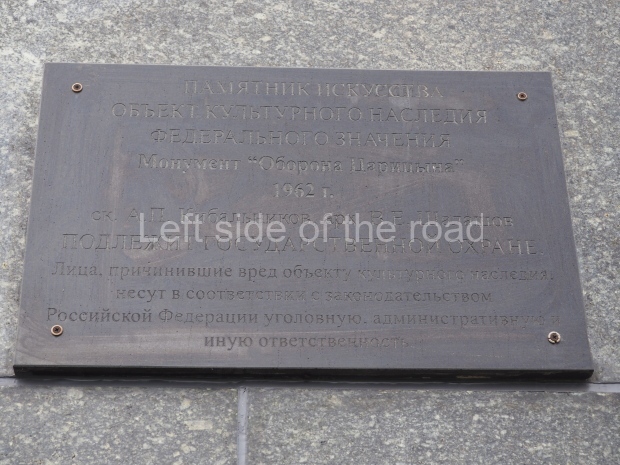 ПАМЯТНИК ИСКУССТВА
ОБЪЕКТ КУЛЬТУРНОГО НАСЛЕДИЯ
ФЕДЕРАЛЬНОГО ЗНАЧЕНИЯ
Монумент "Оборона Царицына"
1962 г.
ск. А.П.
Left side of the road
ПОДЛЕЖИТ ГОСУДАРСТВЕННОЙ ОХРАНЕ
Лица, причинившие вред объекту культурного наследия,
несут в соответствии с законодательством
Российской Федерации уголовную, административную и
иную ответственность